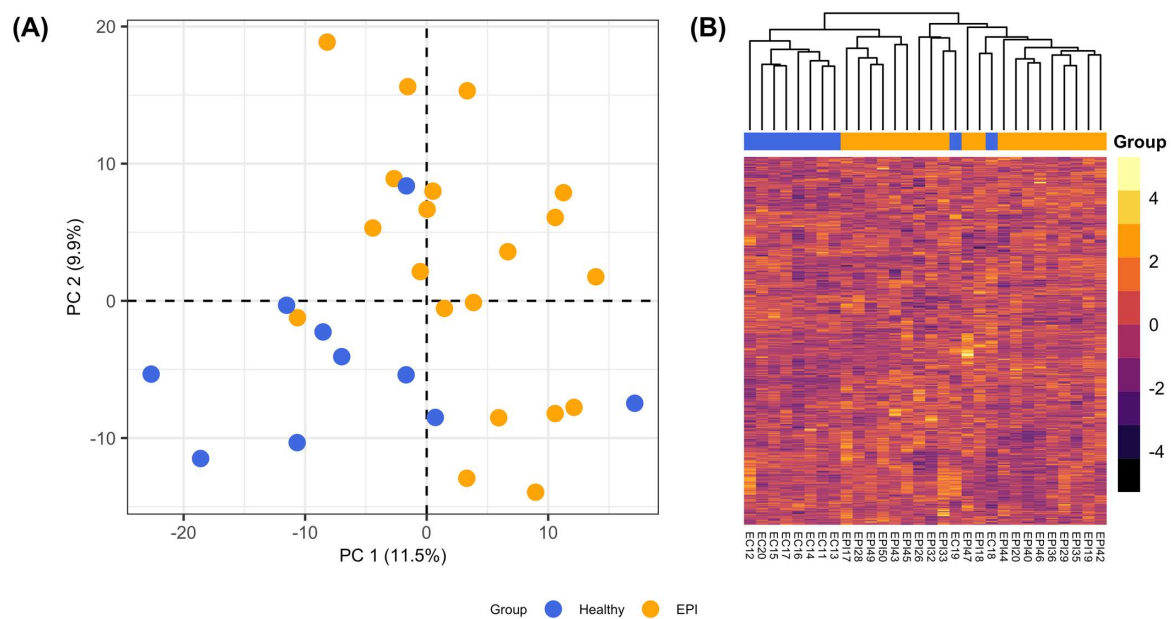 (A)
20
10
0
-10
-20
-10
0
10
PC 2 (9.9%)
PC 1 (11.5%)
(B)
Group
4
2
0
-2
-4
EC12
EC20
EC15
EC17
EC16
EC14
EC11
EC13
EPI17
EPI28
EPI49
EPI50
EPI43
EPI45
EPI26
EPI32
EPI33
EC19
EPI47
EPI18
EC18
EPI44
EPI20
EPI40
EPI46
EPI36
EPI29
EPI35
EPI19
EPI42
Group Healthy EPI